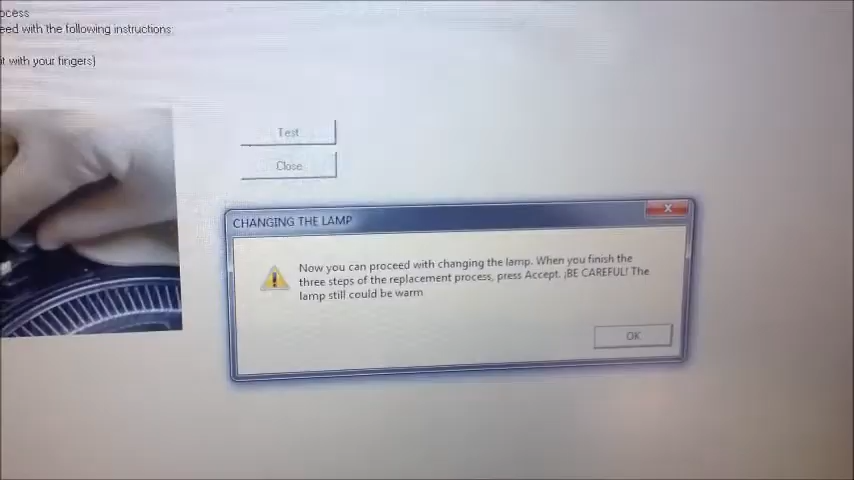 ocess
eed with the following instructions:
t with your fingers)
Test
Close
CHANGING THE LAMP
Now you can proceed with changing the lamp. When you finish the
three steps of the replacement process, press Accept. ¡BE CAREFUL! The
lamp still could be warm
OK